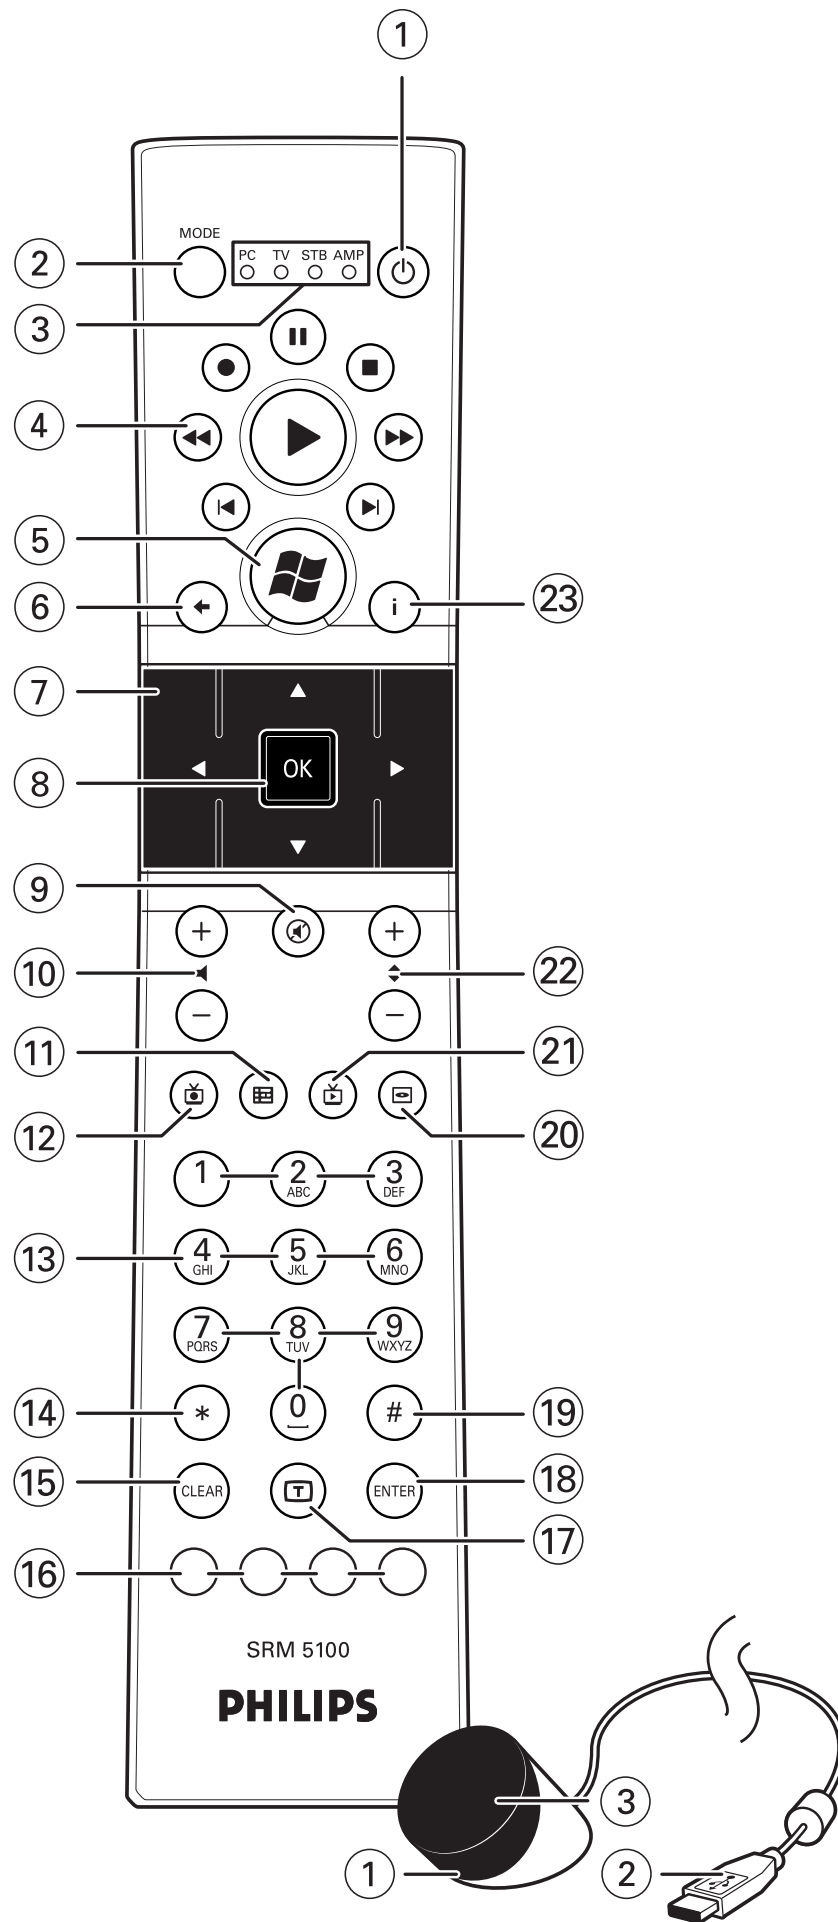 1
MODE
2
PC TV STB AMP
3
4
5
6
i
23
7
OK
8
9
+ +
10
22
− −
11
21
12
20
1 2 ABC 3 DEF
13
4 GHI 5 JKL 6 MNO
7 PQRS 8 TUV 9 WXYZ
14
* 0 #
19
15
CLEAR T ENTER
18
17
16
SRM 5100
PHILIPS
3
1
2